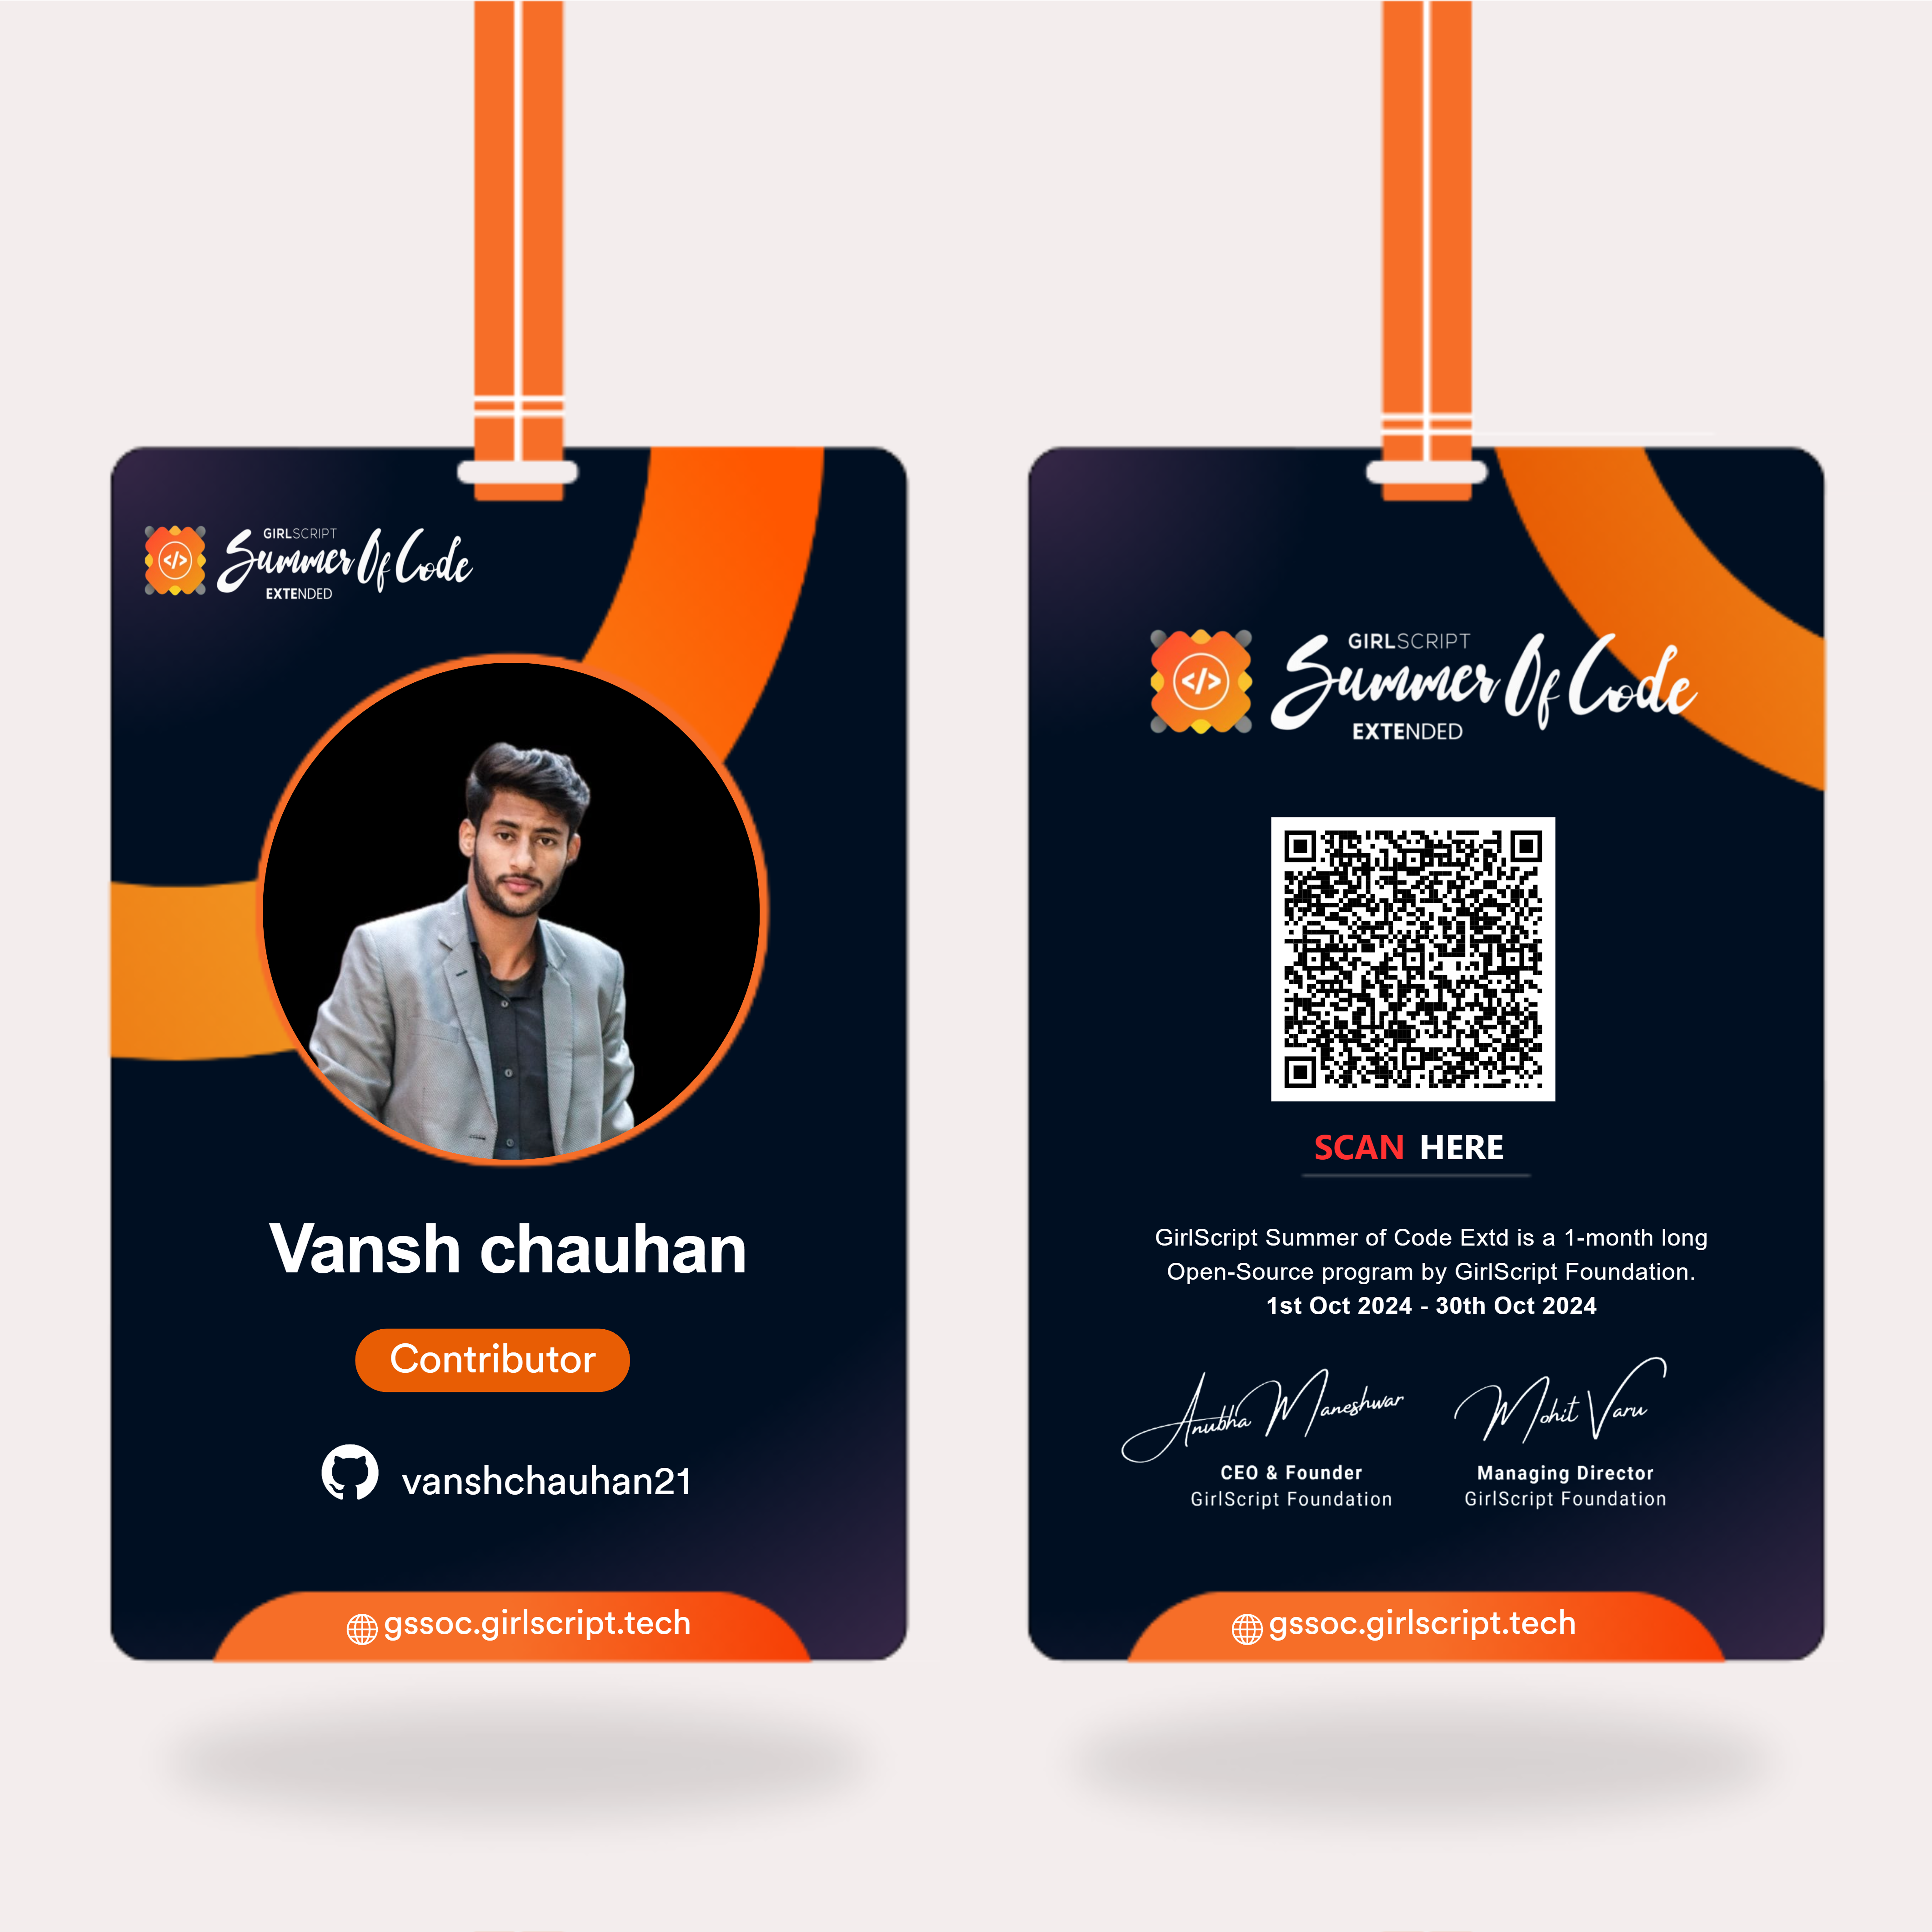 GIRLSCRIPT
Summer Of Code
EXTENDED
</>
Vansh chauhan
Contributor
vanshchauhan21
gssoc.girlscript.tech
GIRLSCRIPT
Summer Of Code
EXTENDED
</>
SCAN HERE
GirlScript Summer of Code Extd is a 1-month long
Open-Source program by GirlScript Foundation.
1st Oct 2024 - 30th Oct 2024
Anubha Maneshwar
CEO & Founder
GirlScript Foundation
Mohit Varu
Managing Director
GirlScript Foundation
gssoc.girlscript.tech